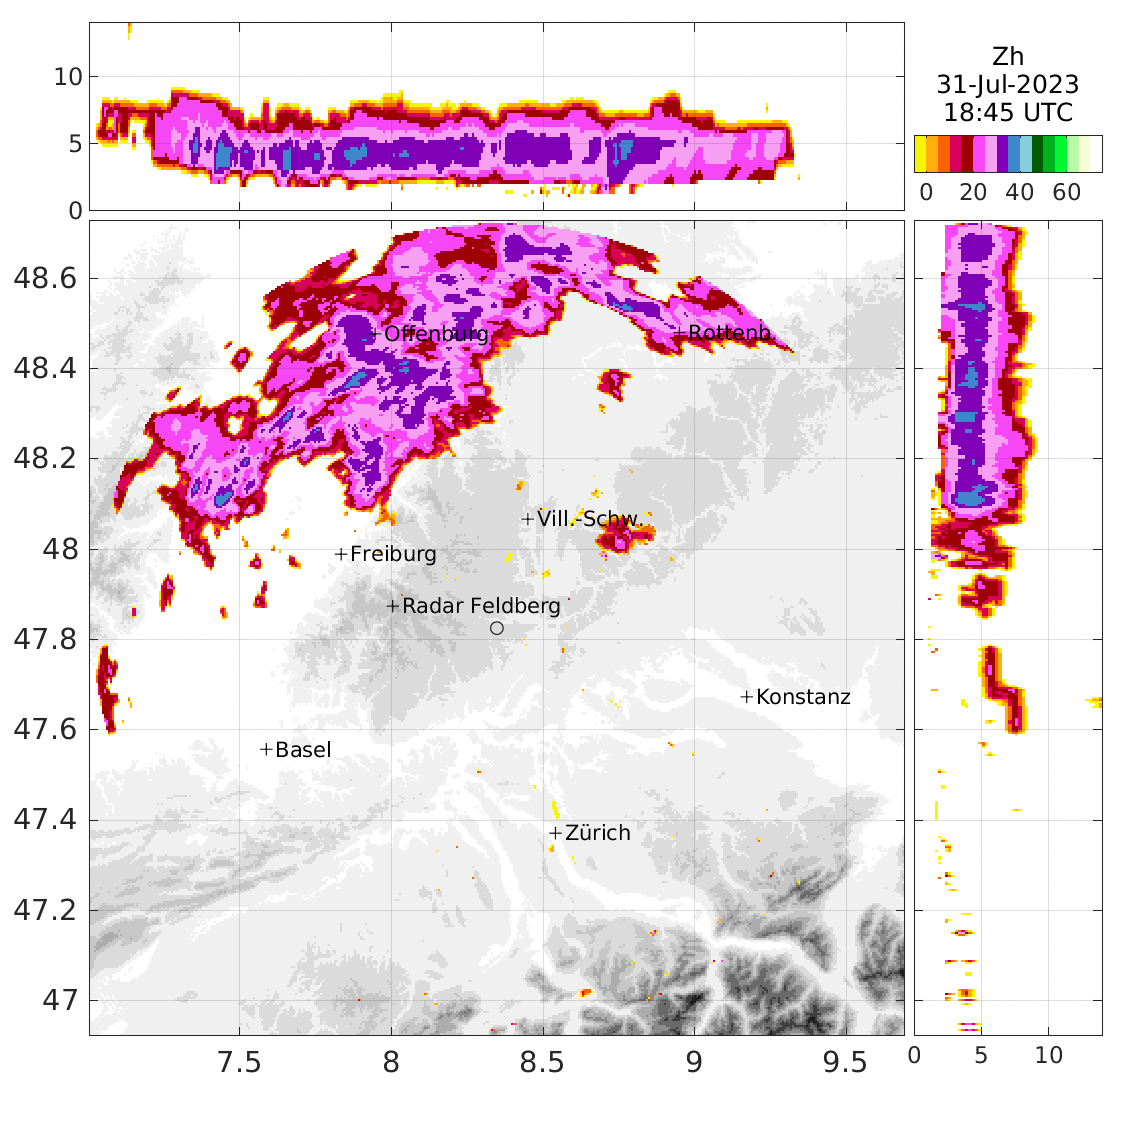 10
5
0
Zh
31-Jul-2023
18:45 UTC
0 20 40 60
48.6
48.4
48.2
48
47.8
47.6
47.4
47.2
47
Offenburg
Rottenb.
Vill.-Schw.
Freiburg
Radar Feldberg
Konstanz
Basel
Zürich
7.5 8 8.5 9 9.5
0 5 10